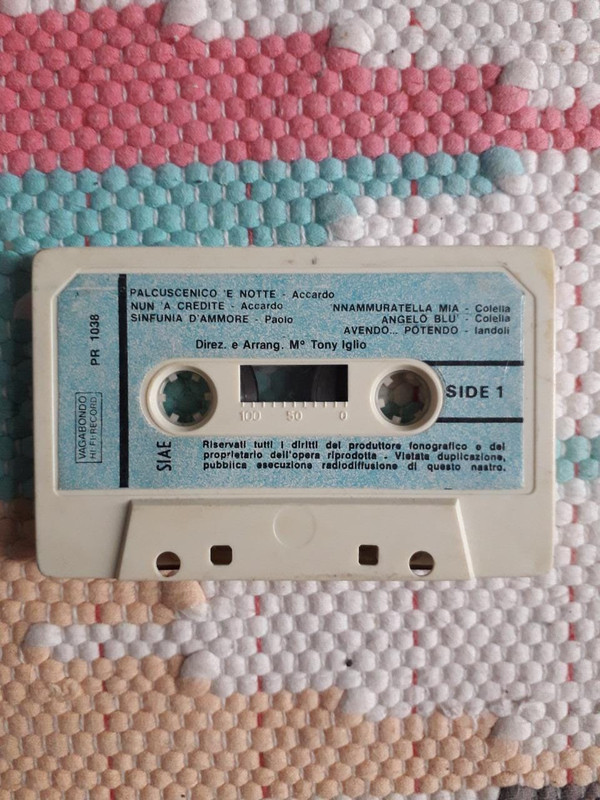 PALCUSCENICO 'E NOTTE - Accardo
NUN 'A CREDITE - Accardo
SINFUNIA D'AMMORE - Paolo
'NNAMMURATELLA MIA - Colella
ANGELO BLU' - Colella
AVENDO... POTENDO - Iandoli
Direz. e Arrang. Mº Tony Iglio
PR 1038
VAGABONDO
HI-FI-RECORD
100 50 0
SIDE 1
SIAE
Riservati tutti i diritti del produttore fonografico e del
proprietario dell'opera riprodotta - Vietate duplicazione,
pubblica esecuzione radiodiffusione di questo nastro.